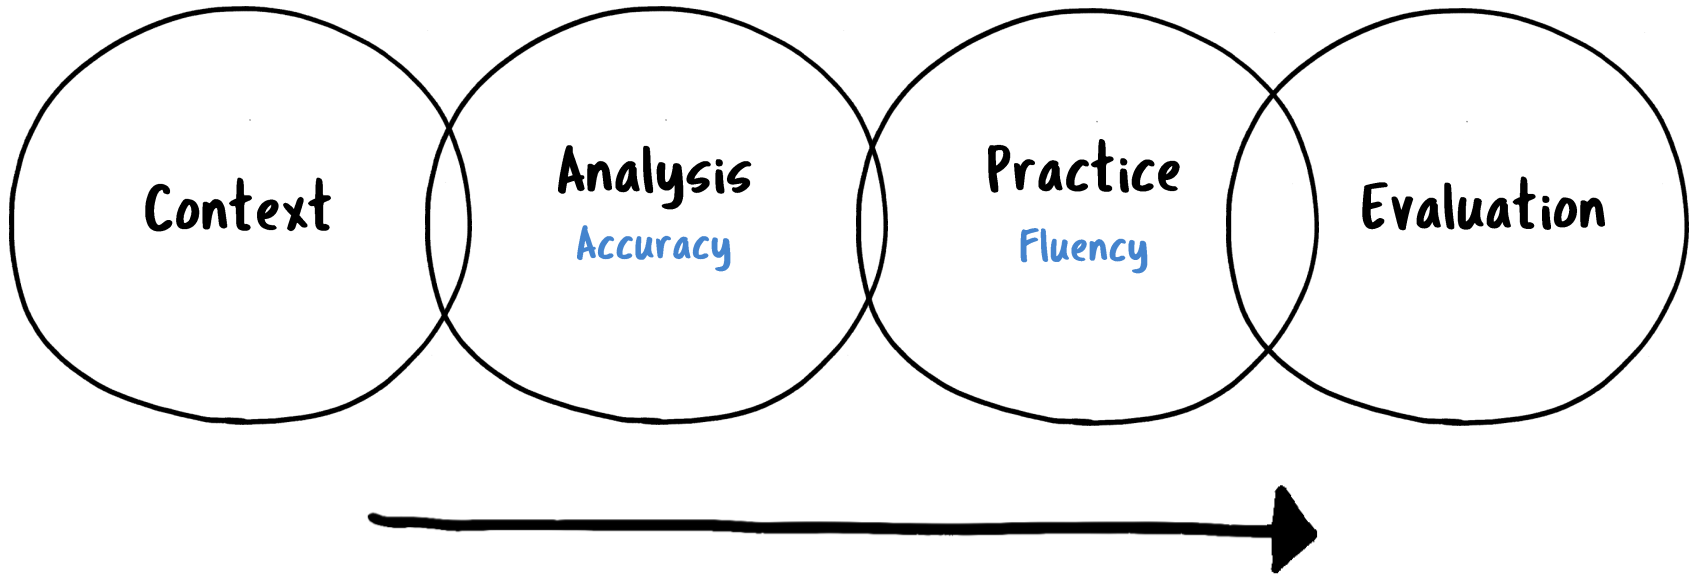 Context
Analysis
Accuracy
Practice
Fluency
Evaluation